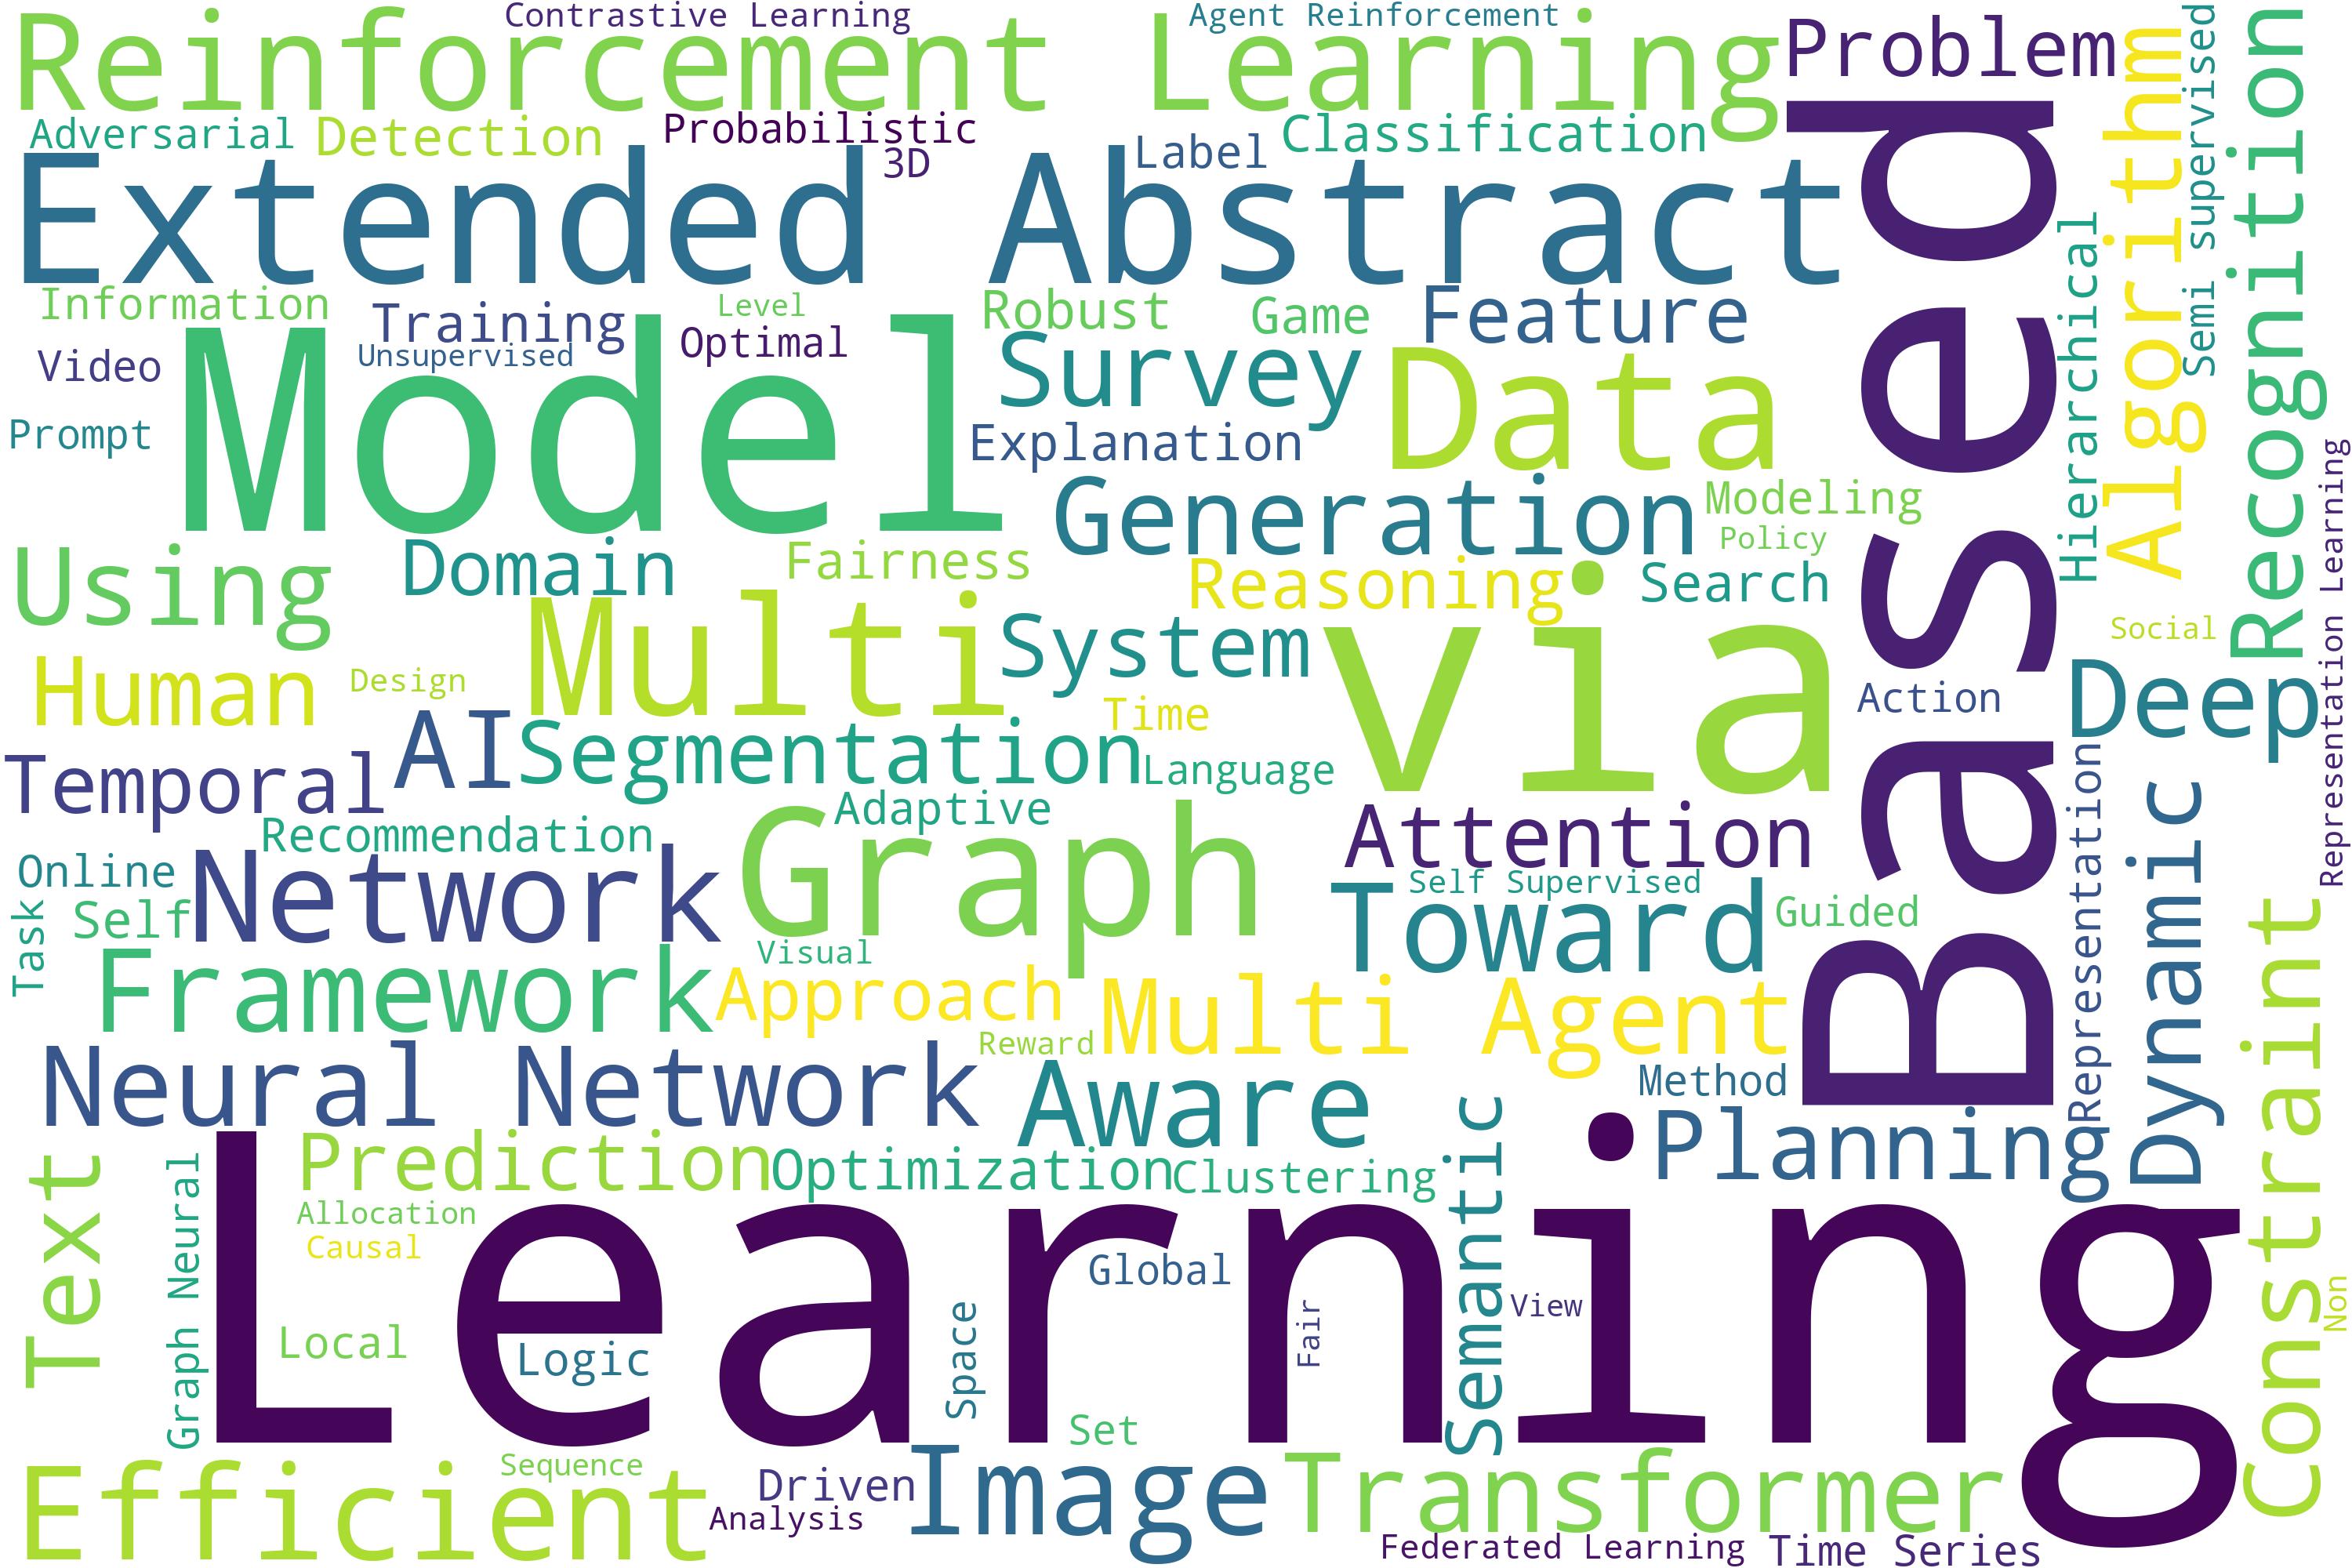 Contrastive Learning
Agent Reinforcement
Reinforcement Learning
Problem
Adversarial
Detection
Probabilistic
3D
Label
Classification
Extended Abstract
Based
Algorithm
Semi supervised
Recognition
Hierarchical
Information
Training
Level
Robust
Game
Feature
Video
Unsupervised
Optimal
Survey
Data
Prompt
Model
Explanation
Generation
Modeling
Policy
Representation Learning
Using
Domain
Fairness
Reasoning
Search
Multi
System
via
Social
Human
Design
Time
Action
Deep
Temporal
AI
Segmentation
Language
Adaptive
Attention
Representation
Dynamic
Recommendation
Graph
Online
Network
Self Supervised
Toward
Guided
Task
Self
Visual
Framework
Approach
Multi Agent
Constraint
Reward
Neural Network
Aware
Method
Planning
Text
Graph Neural
Prediction
Optimization
Clustering
Semantic
Learning
Allocation
Causal
Global
Space
Fair
View
Non
Local
Logic
Set
Efficient
Sequence
Driven
Analysis
Image
Transformer
Federated Learning
Time Series